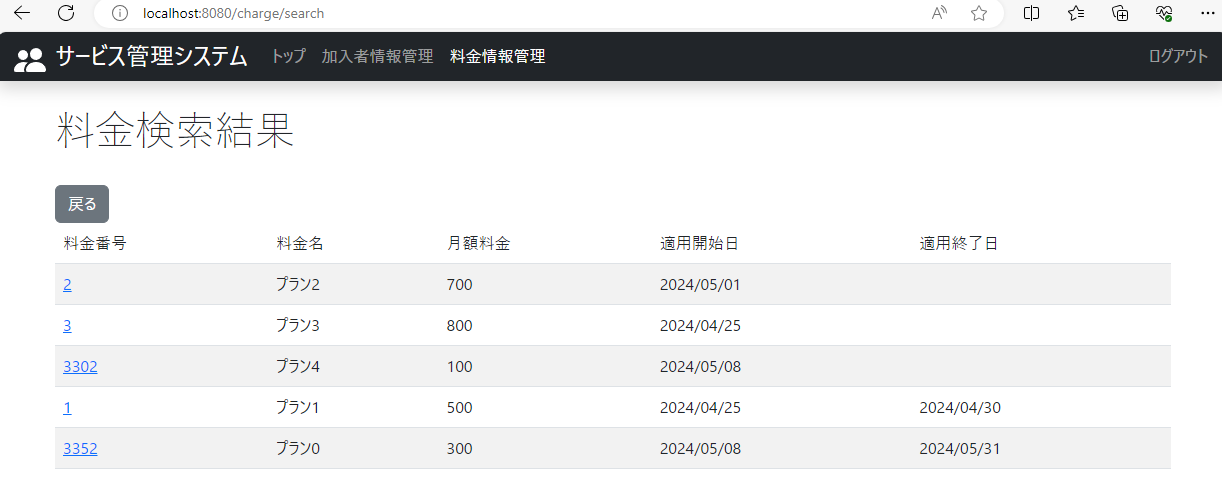 localhost:8080/charge/search
サービス管理システム トップ 加入者情報管理 料金情報管理 ログアウト
料金検索結果
戻る
料金番号 料金名 月額料金 適用開始日 適用終了日
2 プラン2 700 2024/05/01
3 プラン3 800 2024/04/25
3302 プラン4 100 2024/05/08
1 プラン1 500 2024/04/25 2024/04/30
3352 プラン0 300 2024/05/08 2024/05/31